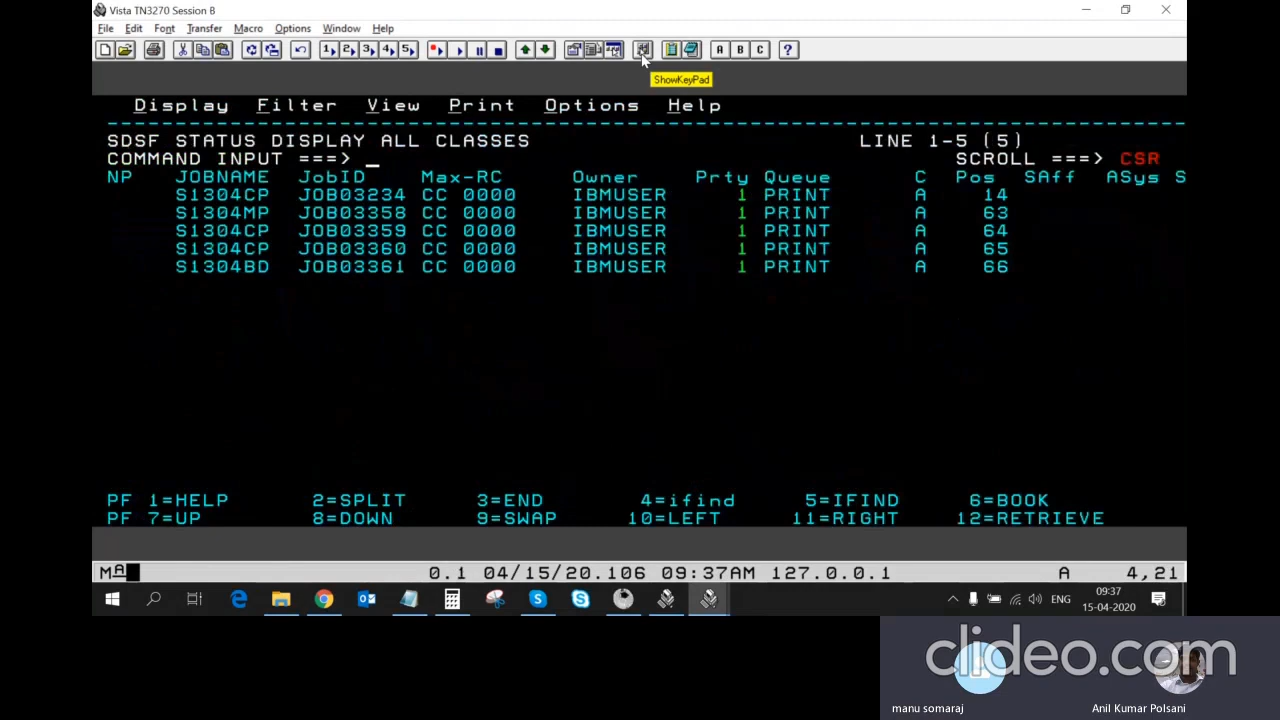 Vista TN3270 Session B
File Edit Font Transfer Macro Options Window Help
1 2 3 4 5 A B C ?
ShowKeyPad
Display Filter View Print Options Help
SDSF STATUS DISPLAY ALL CLASSES LINE 1-5 (5)
COMMAND INPUT ===> _ SCROLL ===> CSR
NP JOBNAME JobID Max-RC Owner Prty Queue C Pos SAff ASys S
S1304CP JOB03234 CC 0000 IBMUSER 1 PRINT A 14
S1304MP JOB03358 CC 0000 IBMUSER 1 PRINT A 63
S1304CP JOB03359 CC 0000 IBMUSER 1 PRINT A 64
S1304CP JOB03360 CC 0000 IBMUSER 1 PRINT A 65
S1304BD JOB03361 CC 0000 IBMUSER 1 PRINT A 66
PF 1=HELP 2=SPLIT 3=END 4=ifind 5=IFIND 6=BOOK
PF 7=UP 8=DOWN 9=SWAP 10=LEFT 11=RIGHT 12=RETRIEVE
MA 0.1 04/15/20.106 09:37AM 127.0.0.1 A 4,21
ENG 09:37
15-04-2020
clideo.com
manu somaraj Anil Kumar Polsani